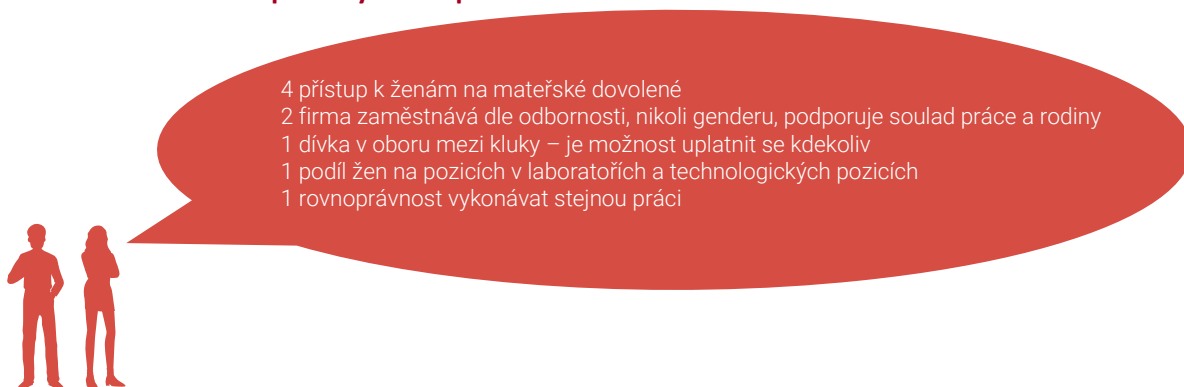 4 přístup k ženám na mateřské dovolené
2 firma zaměstnává dle odbornosti, nikoli genderu, podporuje soulad práce a rodiny
1 dívka v oboru mezi kluky – je možnost uplatnit se kdekoliv
1 podíl žen na pozicích v laboratořích a technologických pozicích
1 rovnoprávnost vykonávat stejnou práci